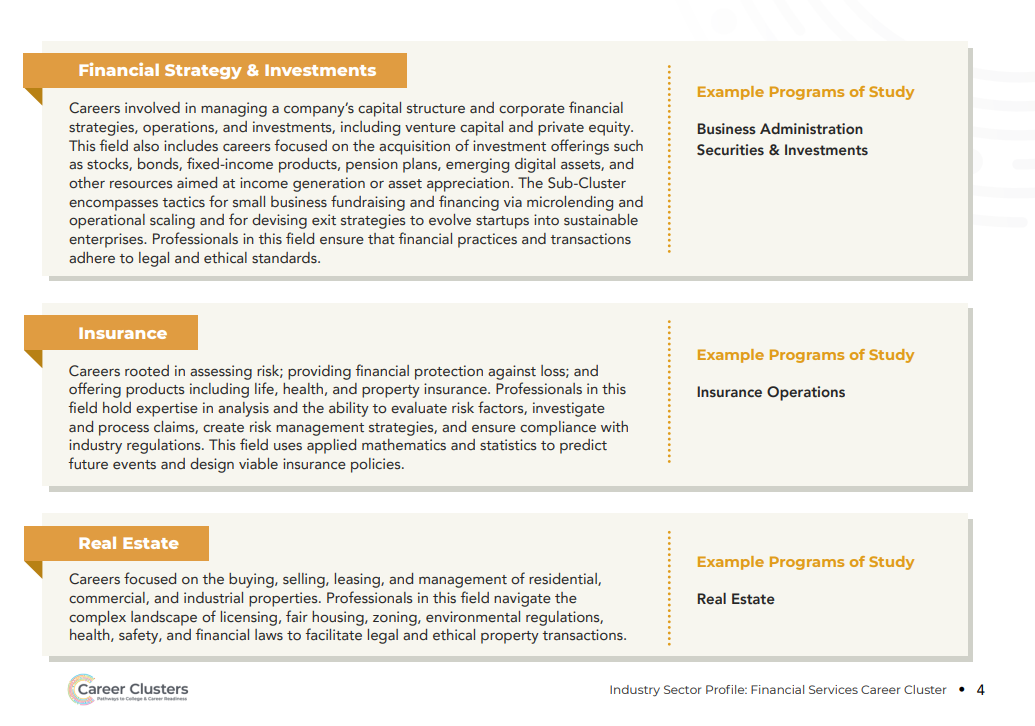 Financial Strategy & Investments
Careers involved in managing a company's capital structure and corporate financial
strategies, operations, and investments, including venture capital and private equity.
This field also includes careers focused on the acquisition of investment offerings such
as stocks, bonds, fixed-income products, pension plans, emerging digital assets, and
other resources aimed at income generation or asset appreciation. The Sub-Cluster
encompasses tactics for small business fundraising and financing via microlending and
operational scaling and for devising exit strategies to evolve startups into sustainable
enterprises. Professionals in this field ensure that financial practices and transactions
adhere to legal and ethical standards.
Example Programs of Study
Business Administration
Securities & Investments
Insurance
Careers rooted in assessing risk; providing financial protection against loss; and
offering products including life, health, and property insurance. Professionals in this
field hold expertise in analysis and the ability to evaluate risk factors, investigate
and process claims, create risk management strategies, and ensure compliance with
industry regulations. This field uses applied mathematics and statistics to predict
future events and design viable insurance policies.
Example Programs of Study
Insurance Operations
Real Estate
Careers focused on the buying, selling, leasing, and management of residential,
commercial, and industrial properties. Professionals in this field navigate the
complex landscape of licensing, fair housing, zoning, environmental regulations,
health, safety, and financial laws to facilitate legal and ethical property transactions.
Example Programs of Study
Real Estate
Career Clusters
Pathways to College & Career Readiness
Industry Sector Profile: Financial Services Career Cluster • 4